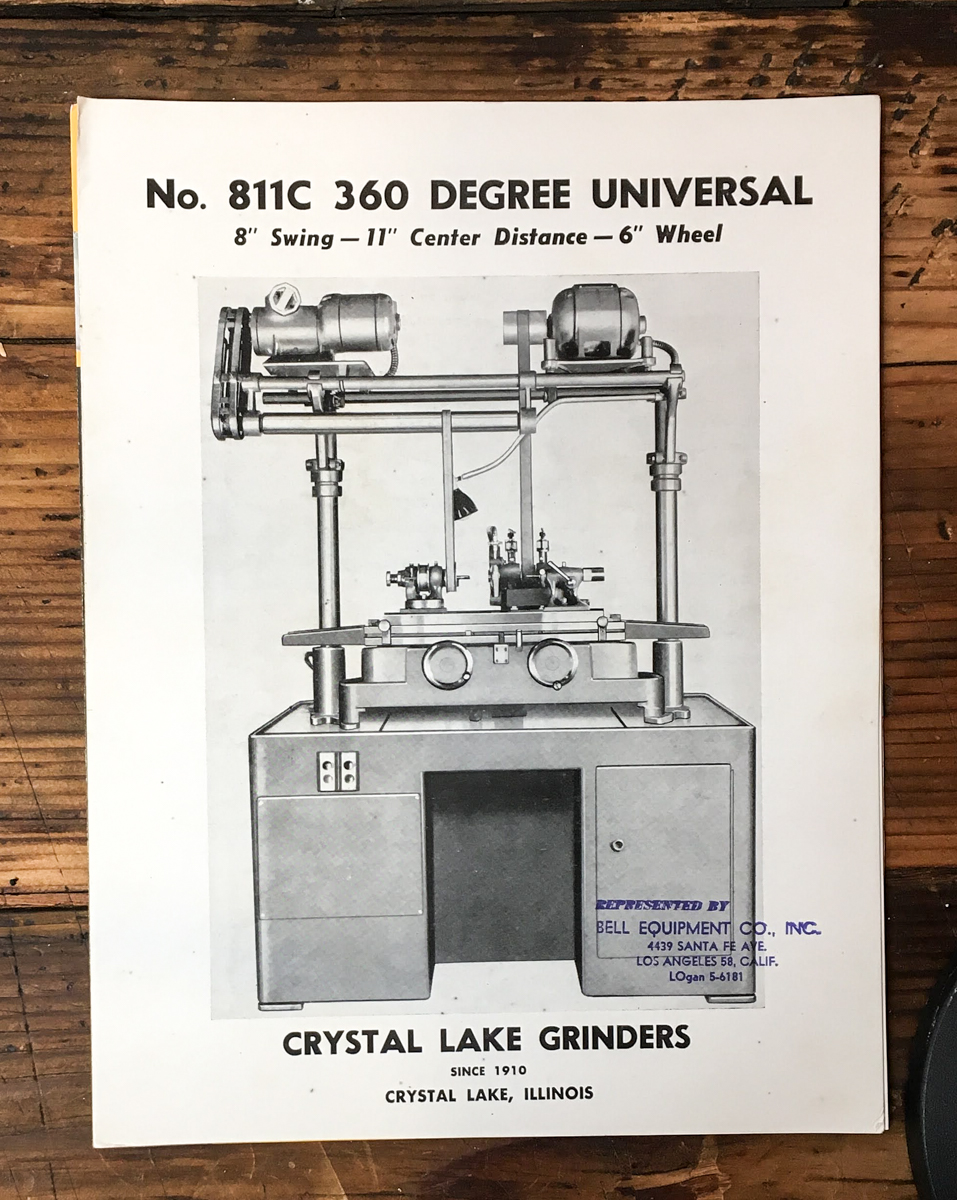 No. 811C 360 DEGREE UNIVERSAL
8" Swing — 11" Center Distance — 6" Wheel
REPRESENTED BY
BELL EQUIPMENT CO., INC.
4439 SANTA FE AVE.
LOS ANGELES 58, CALIF.
LOgan 5-6181
CRYSTAL LAKE GRINDERS
SINCE 1910
CRYSTAL LAKE, ILLINOIS